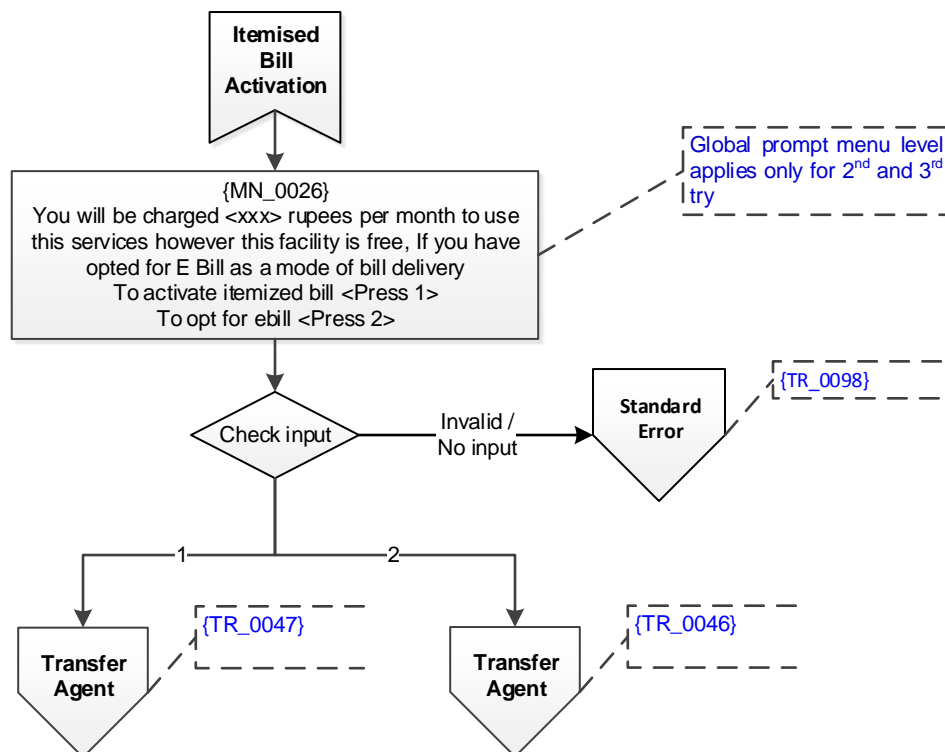 Itemised
Bill
Activation
Global prompt menu level
applies only for 2nd and 3rd
try
{MN_0026}
You will be charged <xxx> rupees per month to use
this services however this facility is free, If you have
opted for E Bill as a mode of bill delivery
To activate itemized bill <Press 1>
To opt for ebill <Press 2>
Check input
Invalid /
No input
Standard
Error
{TR_0098}
1
2
Transfer
Agent
{TR_0047}
Transfer
Agent
{TR_0046}